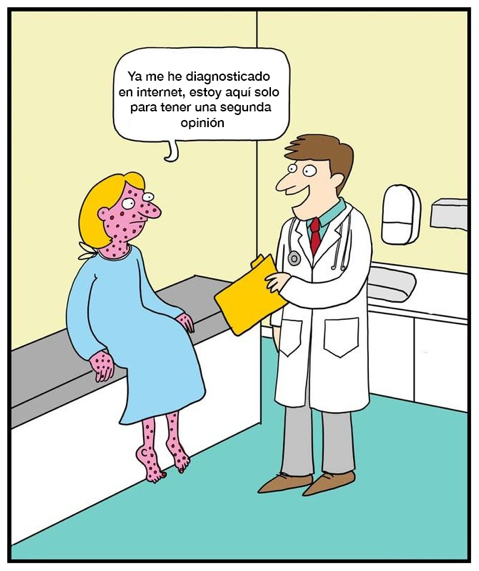 Ya me he diagnosticado
en internet, estoy aquí solo
para tener una segunda
opinión